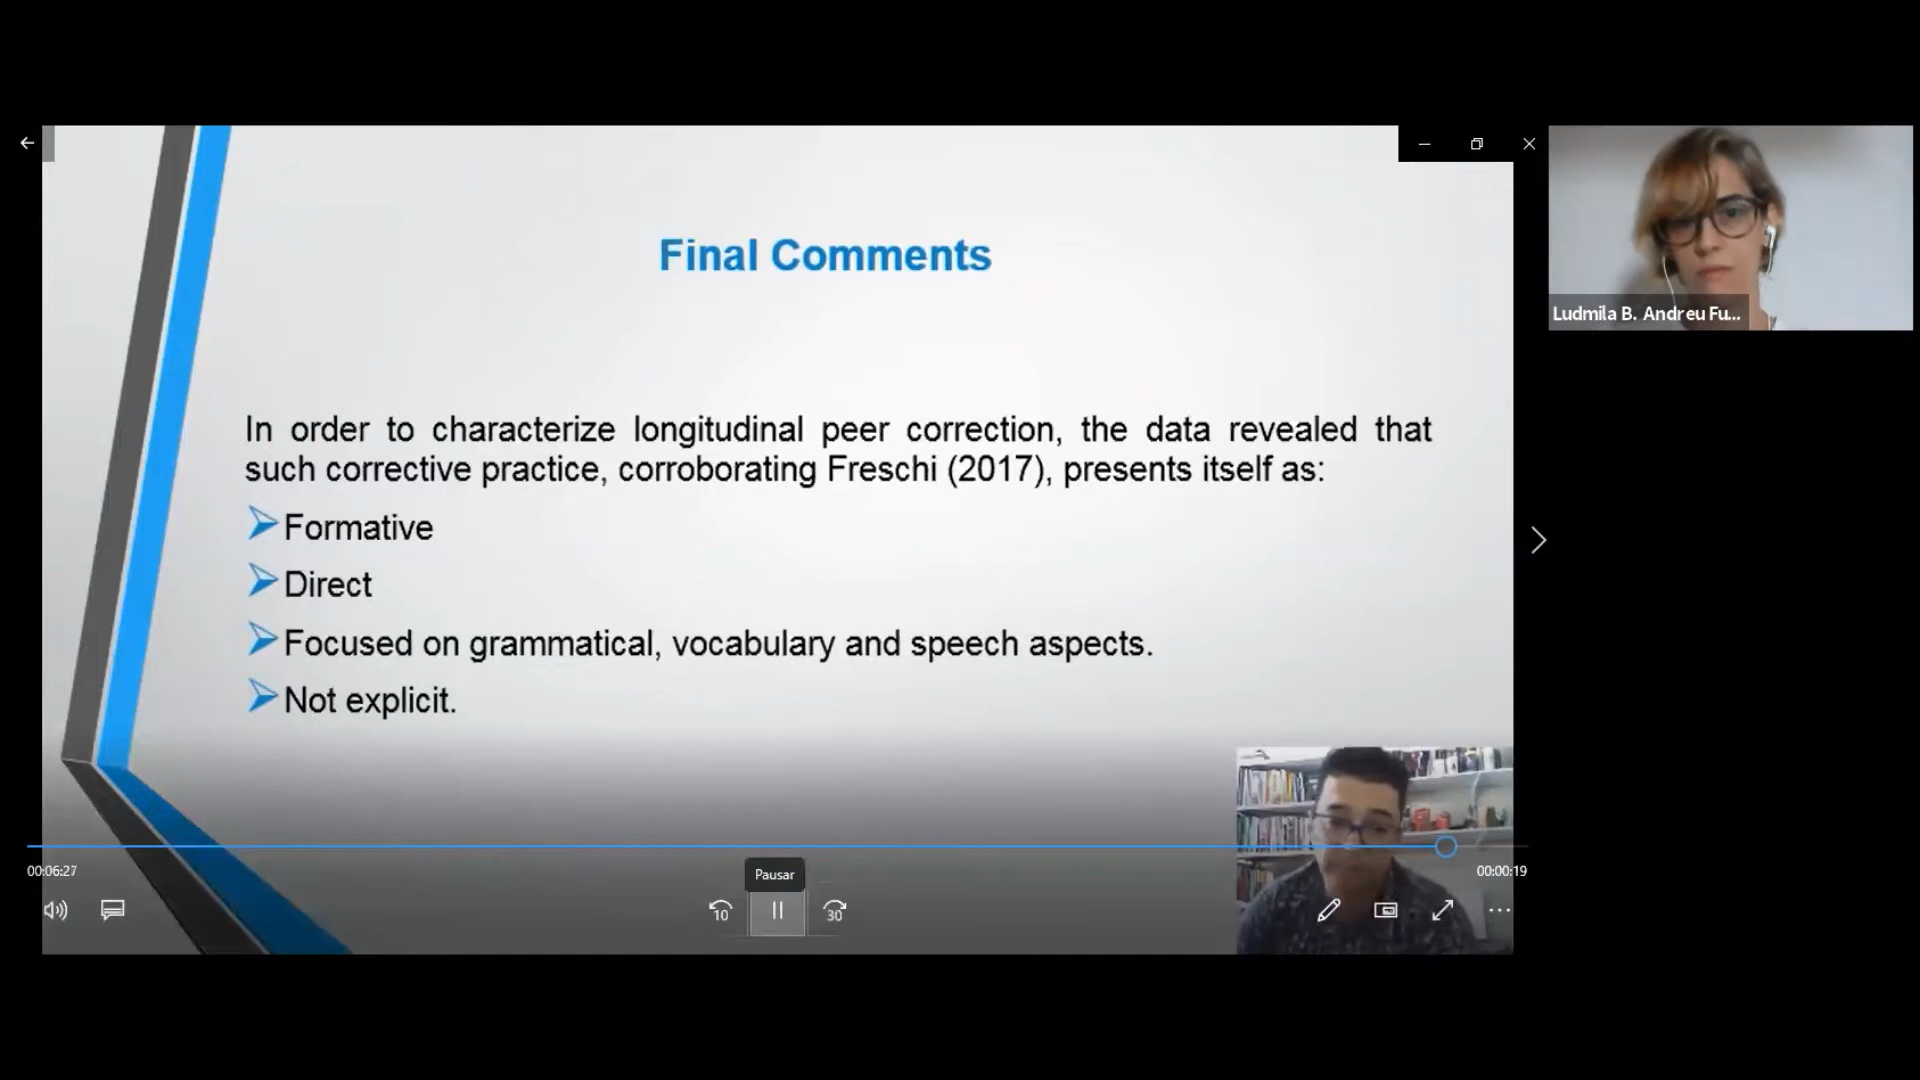 Final Comments
Ludmila B. Andreu Fu...
In order to characterize longitudinal peer correction, the data revealed that
such corrective practice, corroborating Freschi (2017), presents itself as:
Formative
Direct
Focused on grammatical, vocabulary and speech aspects.
Not explicit.
00:06:27
Pausar
00:00:19
10
30